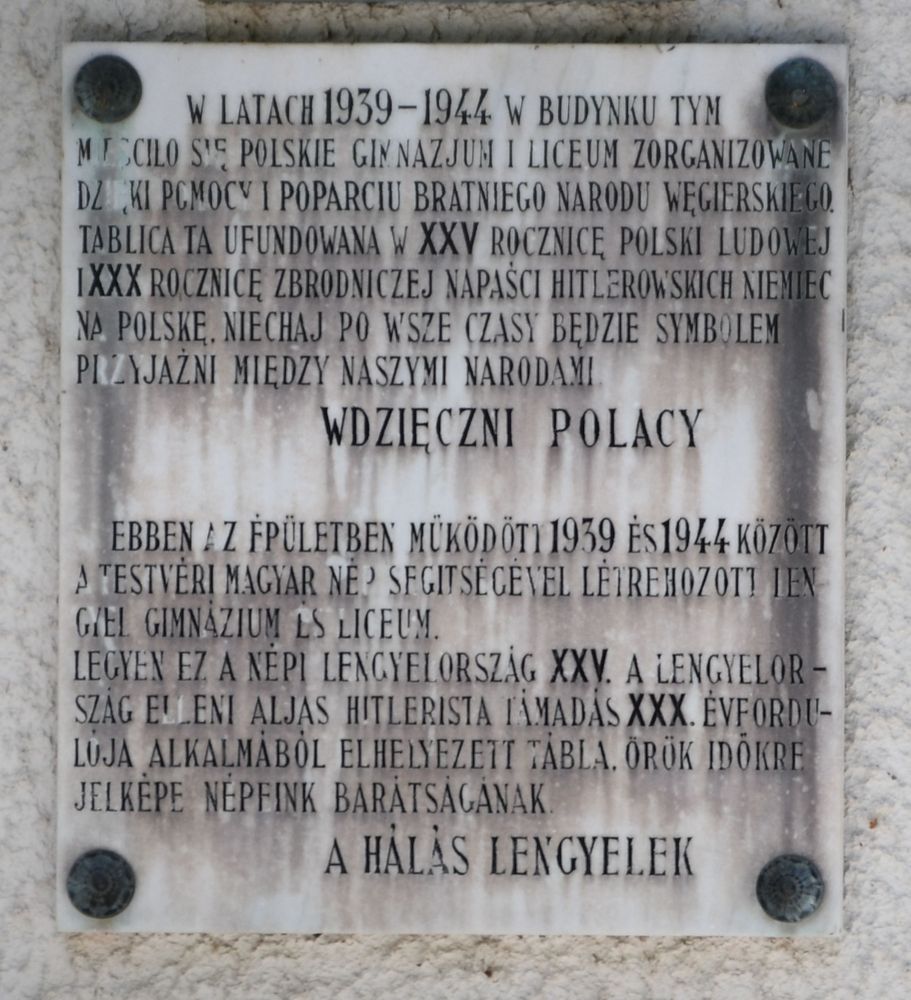 W LATACH 1939-1944 W BUDYNKU TYM
MIEŚCIŁO SIĘ POLSKIE GIMNAZJUM I LICEUM ZORGANIZOWANE
DZIĘKI POMOCY I POPARCIU BRATNIEGO NARODU WĘGIERSKIEGO.
TABLICA TA UFUNDOWANA W XXV ROCZNICĘ POLSKI LUDOWEJ
I XXX ROCZNICĘ ZBRODNICZEJ NAPAŚCI HITLEROWSKICH NIEMIEC
NA POLSKĘ, NIECHAJ PO WSZE CZASY BĘDZIE SYMBOLEM
PRZYJAŹNI MIĘDZY NASZYMI NARODAMI.
WDZIĘCZNI POLACY
EBBEN AZ ÉPÜLETBEN MŰKÖDÖTT 1939 ÉS 1944 KÖZÖTT
A TESTVÉRI MAGYAR NÉP SEGITSÉGÉVEL LÉTREHOZOTT LEN-
GYEL GIMNÁZIUM ÉS LICEUM.
LEGYEN EZ A NÉPI LENGYELORSZÁG XXV. A LENGYELOR-
SZÁG ELLENI ALJAS HITLERISTA TÁMADÁS XXX. ÉVFORDU-
LÓJA ALKALMÁBÓL ELHELYEZETT TÁBLA, ÖRÖK IDŐKRE
JELKÉPE NÉPEINK BARÁTSÁGÁNAK.
A HÁLÁS LENGYELEK